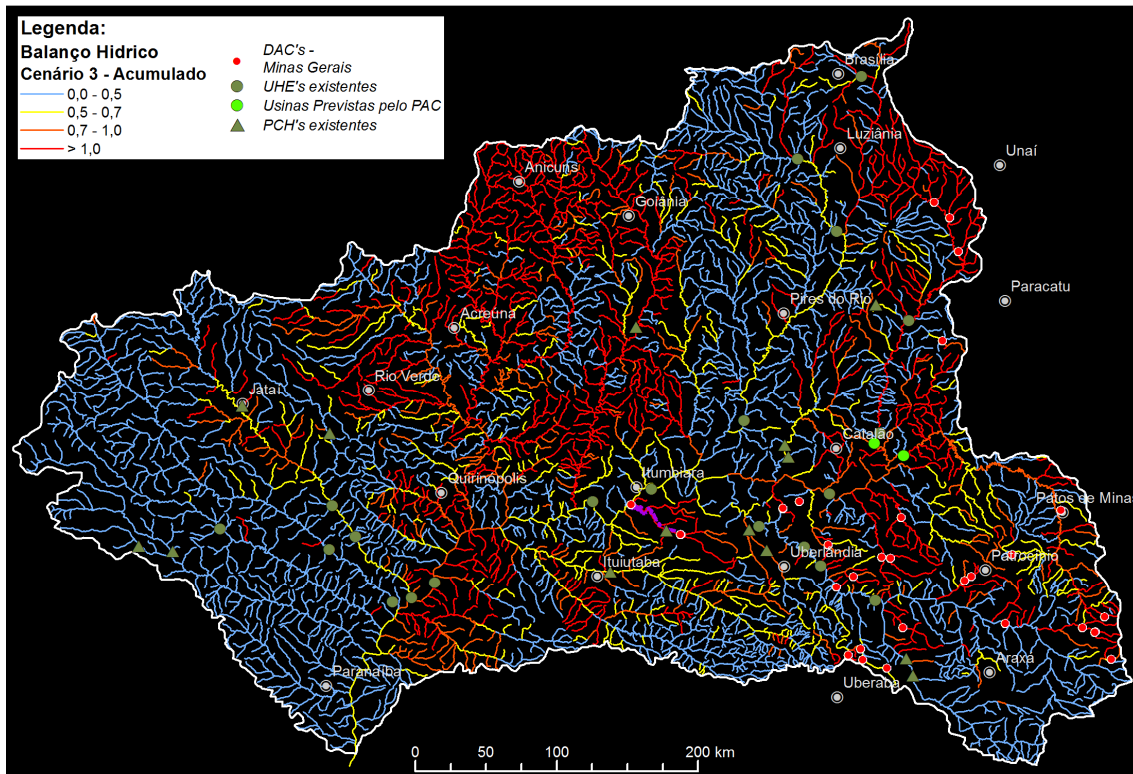 Legenda:
Balanço Hidrico
Cenário 3 - Acumulado
0,0 - 0,5
0,5 - 0,7
0,7 - 1,0
> 1,0
DAC's -
Minas Gerais
UHE's existentes
Usinas Previstas pelo PAC
PCH's existentes
Brasília
Luziânia
Unaí
Anicuns
Goiânia
Paracatu
Pires do Rio
Acreuna
Rio Verde
Jataí
Catalão
Itumbiara
Quirinópolis
Patos de Minas
Uberlândia
Patrocínio
Ituiutaba
Araxá
Paranaíba
Uberaba
0 50 100 200 km